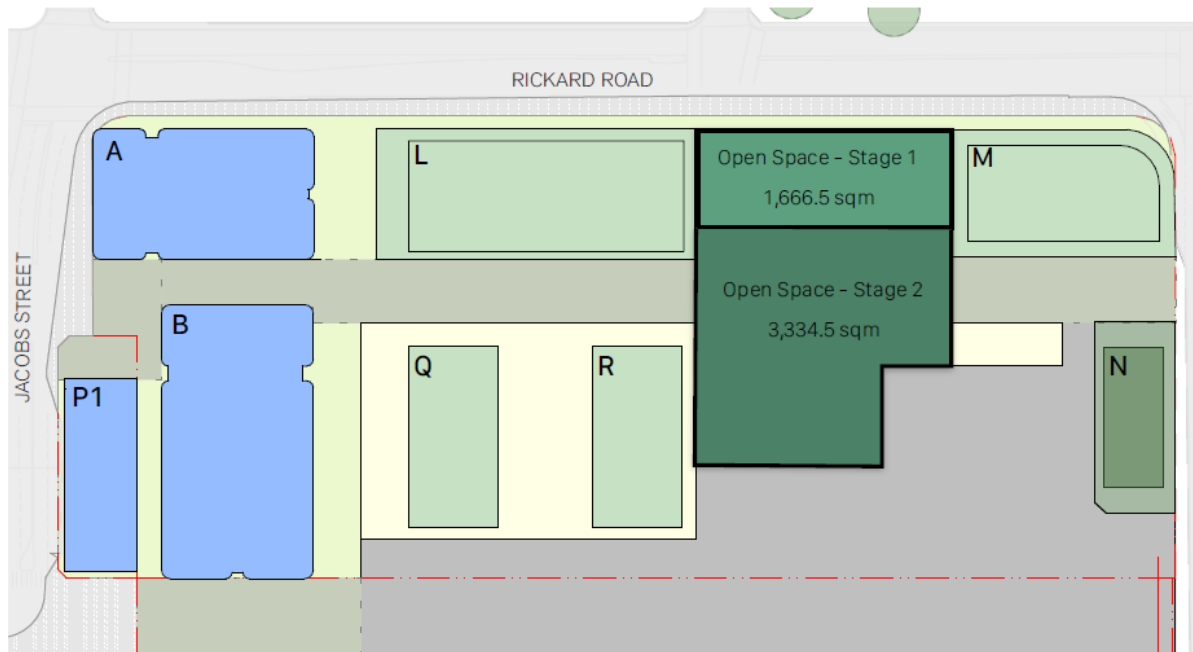 RICKARD ROAD
A
L
Open Space - Stage 1
1,666.5 sqm
M
JACOBS STREET
Open Space - Stage 2
3,334.5 sqm
B
Q
R
N
P1